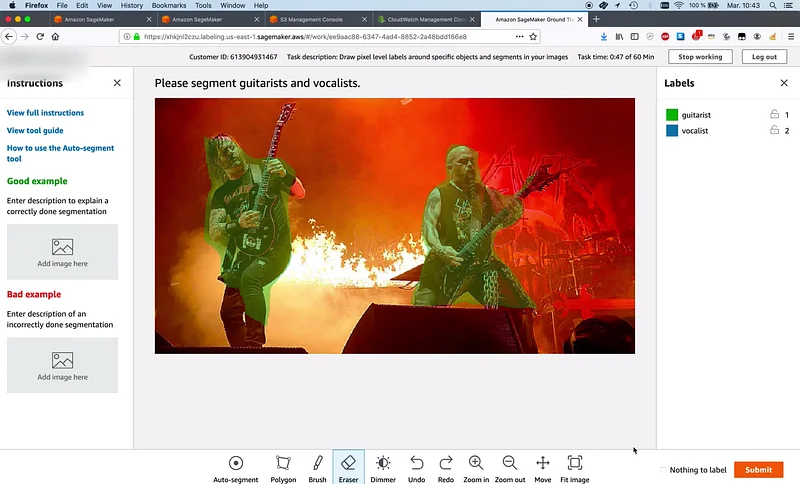 Firefox File Edit View History Bookmarks Tools Window Help 100 % Mar. 10:43
Amazon SageMaker
Amazon SageMaker
S3 Management Console
CloudWatch Management Con
Amazon SageMaker Ground Tr
https://xhkjnl2czu.labeling.us-east-1.sagemaker.aws/#/work/ee9aac88-6347-4ad4-8852-2a48bdd166e8
Customer ID: 613904931467 Task description: Draw pixel level labels around specific objects and segments in your images Task time: 0:47 of 60 Min Stop working Log out
Instructions
View full instructions
View tool guide
How to use the Auto-segment
tool
Good example
Enter description to explain a
correctly done segmentation
Add image here
Bad example
Enter description of an
incorrectly done segmentation
Add image here
Please segment guitarists and vocalists.
Labels
guitarist 1
vocalist 2
Auto-segment Polygon Brush Eraser Dimmer Undo Redo Zoom in Zoom out Move Fit image
Nothing to label Submit